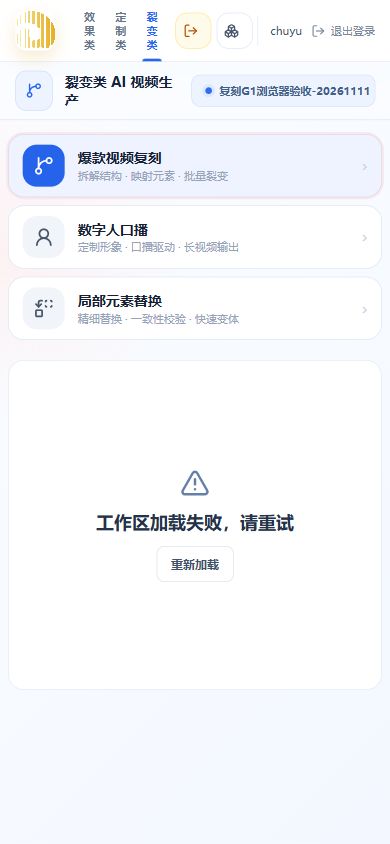 效果类
定制类
裂变类
chuyu
退出登录
裂变类 AI 视频生
产
复刻G1浏览器验收-20261111
爆款视频复刻
拆解结构 · 映射元素 · 批量裂变
数字人口播
定制形象 · 口播驱动 · 长视频输出
局部元素替换
精细替换 · 一致性校验 · 快速变体
工作区加载失败，请重试
重新加载